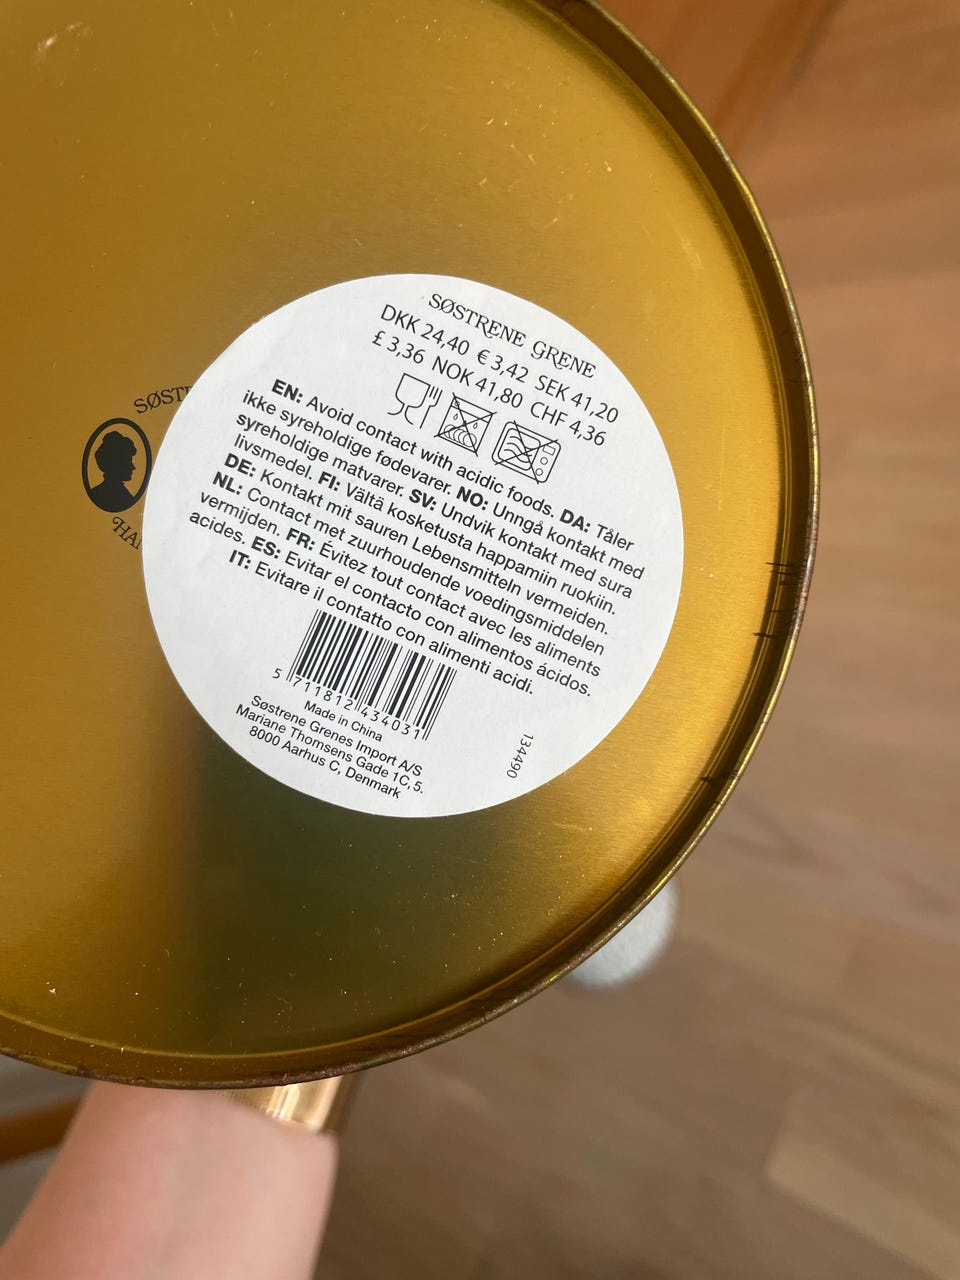 SØSTRENE GRENE
DKK 24,40 €3,42 SEK 41,20
£ 3,36 NOK 41,80 CHF 4,36
EN: Avoid contact with acidic foods. DA: Tåler
ikke syreholdige fødevarer. NO: Unngå kontakt med
syreholdige matvarer. SV: Undvik kontakt med sura
livsmedel. FI: Vältä kosketusta happamiin ruokiin.
DE: Kontakt mit sauren Lebensmitteln vermeiden.
NL: Contact met zuurhoudende voedingsmiddelen
vermijden. FR: Évitez tout contact avec les aliments
acides. ES: Evitar el contacto con alimentos ácidos.
IT: Evitare il contatto con alimenti acidi.
5 711812 434031
Made in China
Søstrene Grenes Import A/S
Mariane Thomsens Gade 1C, 5.
8000 Aarhus C, Denmark
134490